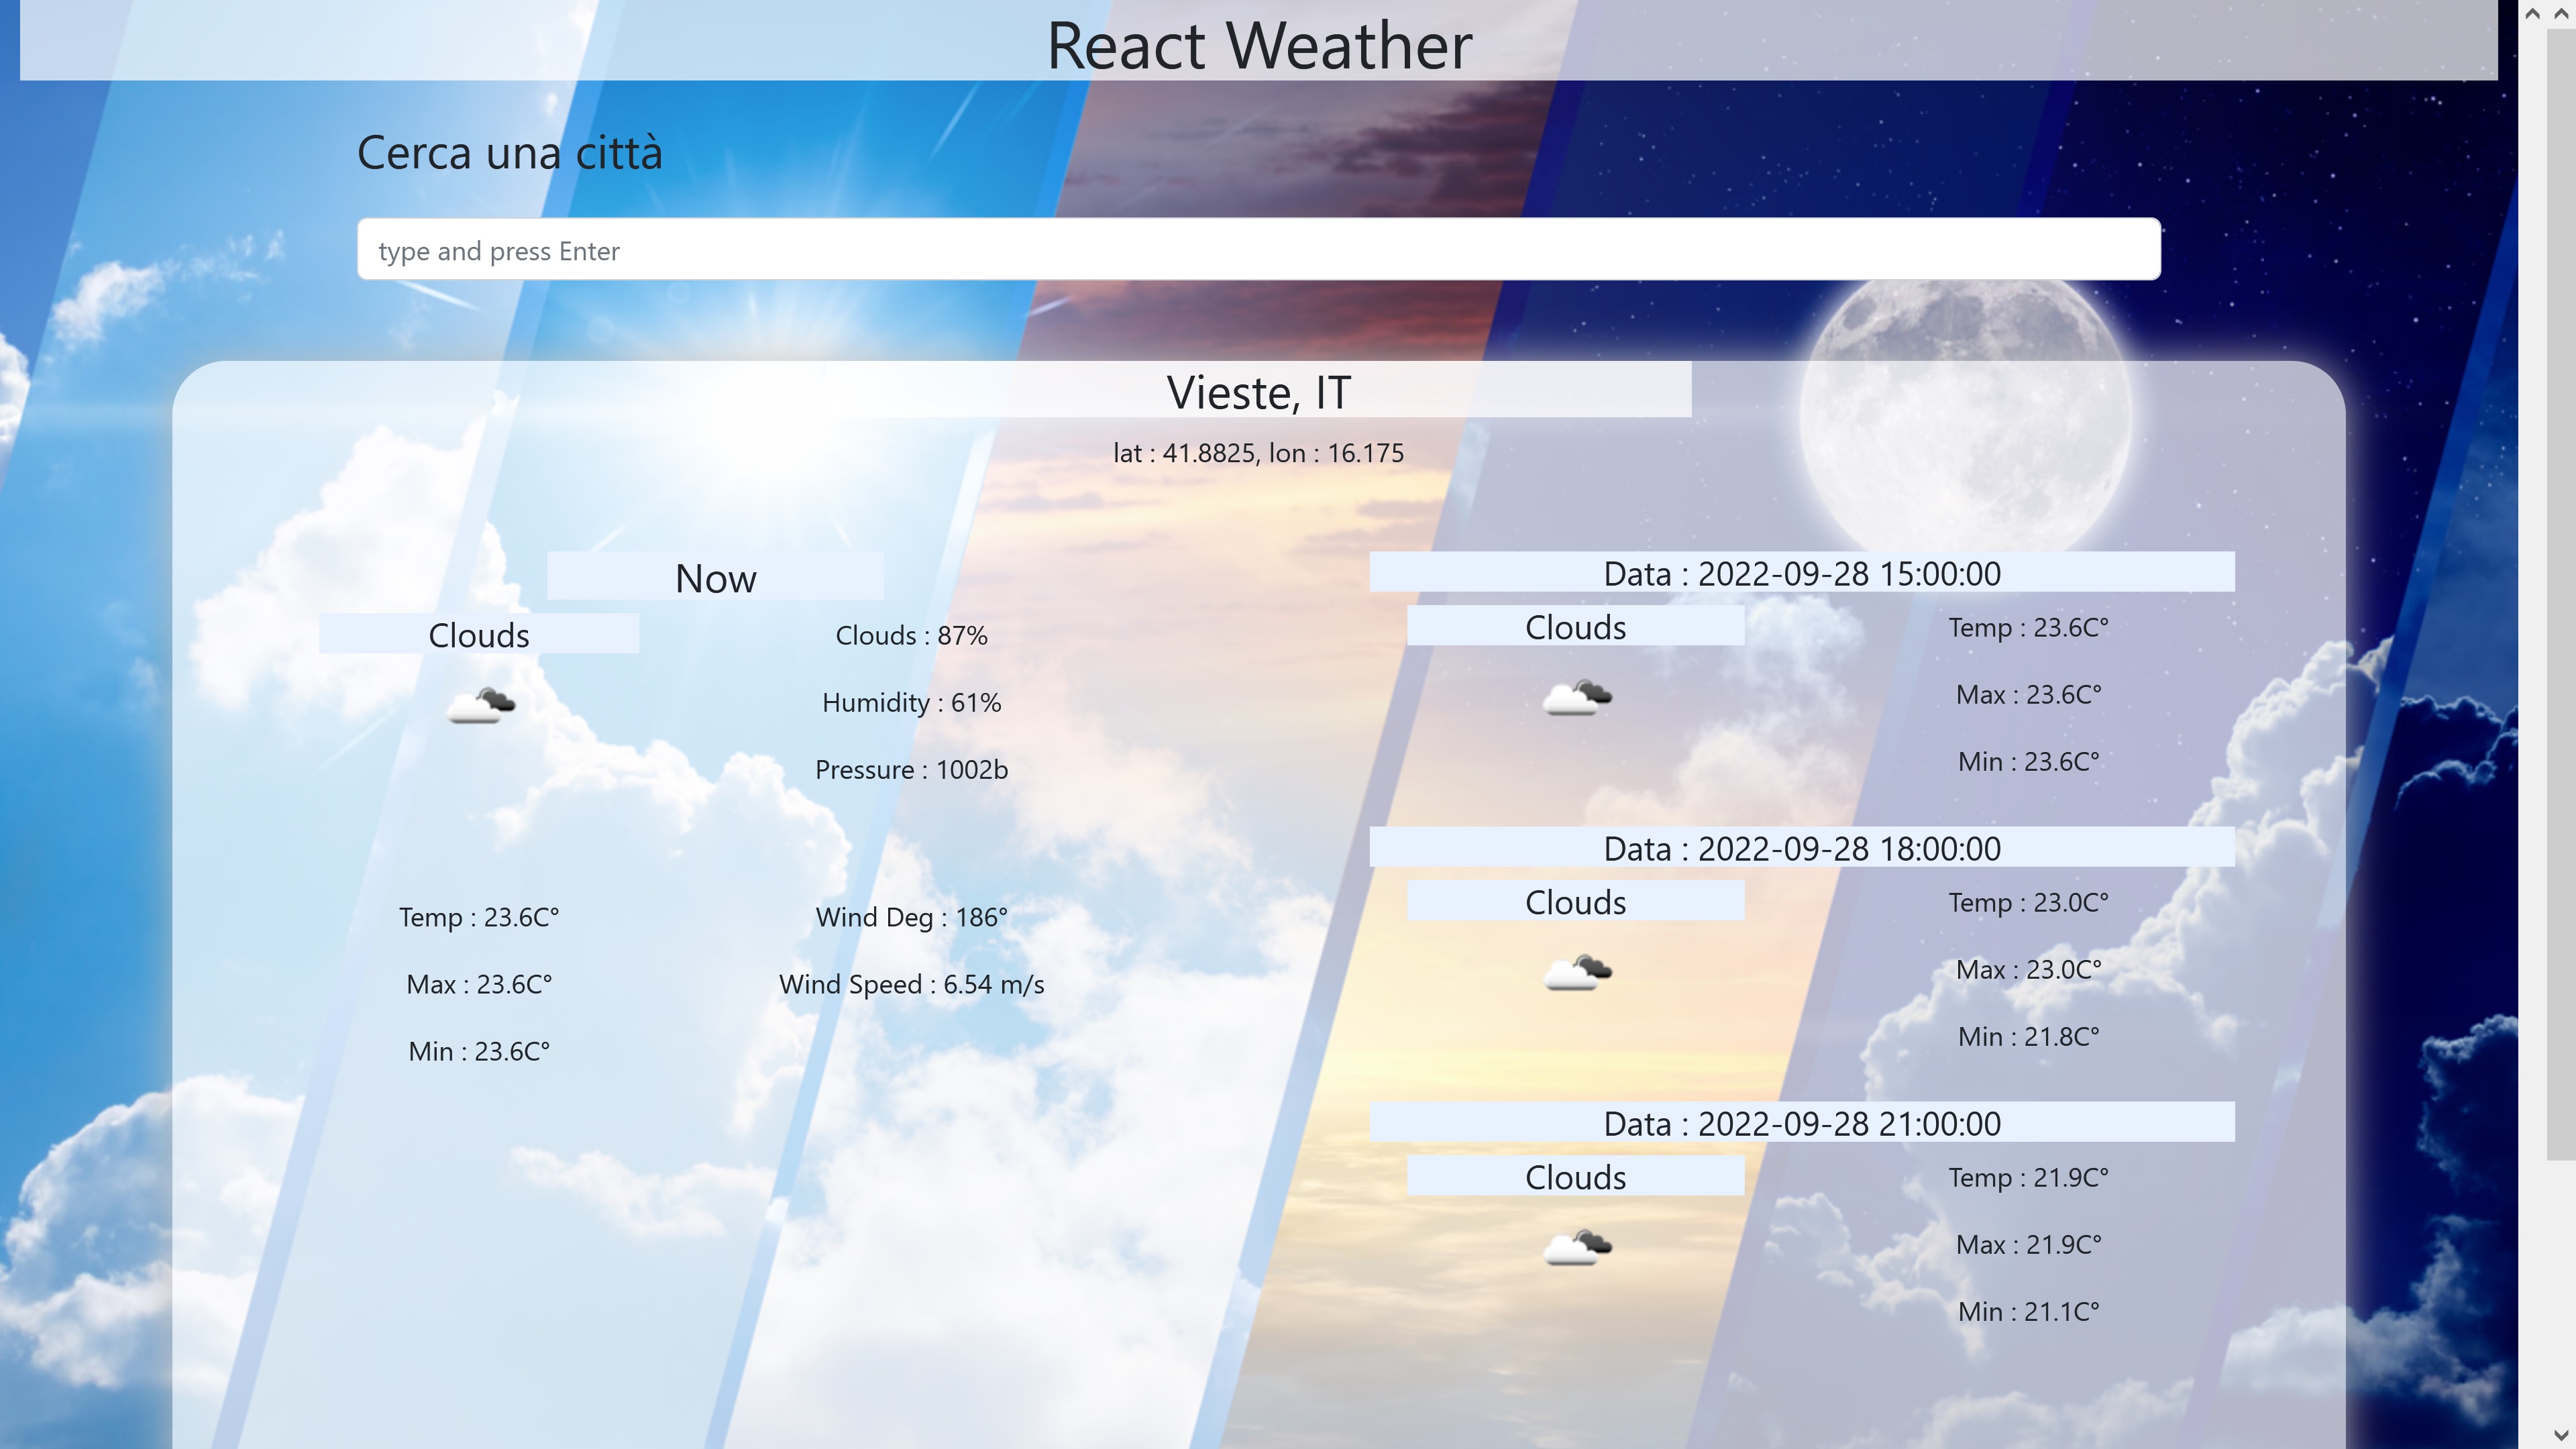 React Weather
Cerca una città
type and press Enter
Vieste, IT
lat : 41.8825, lon : 16.175
Now
Clouds
Clouds : 87%
Humidity : 61%
Pressure : 1002b
Temp : 23.6C°
Max : 23.6C°
Min : 23.6C°
Wind Deg : 186°
Wind Speed : 6.54 m/s
Data : 2022-09-28 15:00:00
Clouds
Temp : 23.6C°
Max : 23.6C°
Min : 23.6C°
Data : 2022-09-28 18:00:00
Clouds
Temp : 23.0C°
Max : 23.0C°
Min : 21.8C°
Data : 2022-09-28 21:00:00
Clouds
Temp : 21.9C°
Max : 21.9C°
Min : 21.1C°